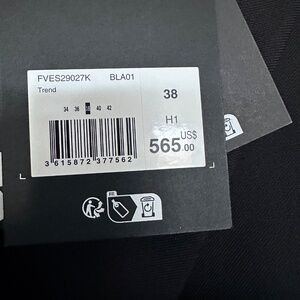 FVES29027K BLA01
Trend
34 36 38 40 42
38
H1
US$
565.00
3 615872 377562